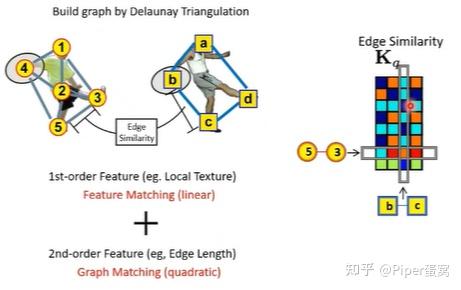 Build graph by Delaunay Triangulation
1
4
2
3
5
a
b
d
c
Edge
Similarity
1st-order Feature (eg. Local Texture)
Feature Matching (linear)
+
2nd-order Feature (eg, Edge Length)
Graph Matching (quadratic)
Edge Similarity
K_q
5 3
b c
知乎 @Piper蛋窝